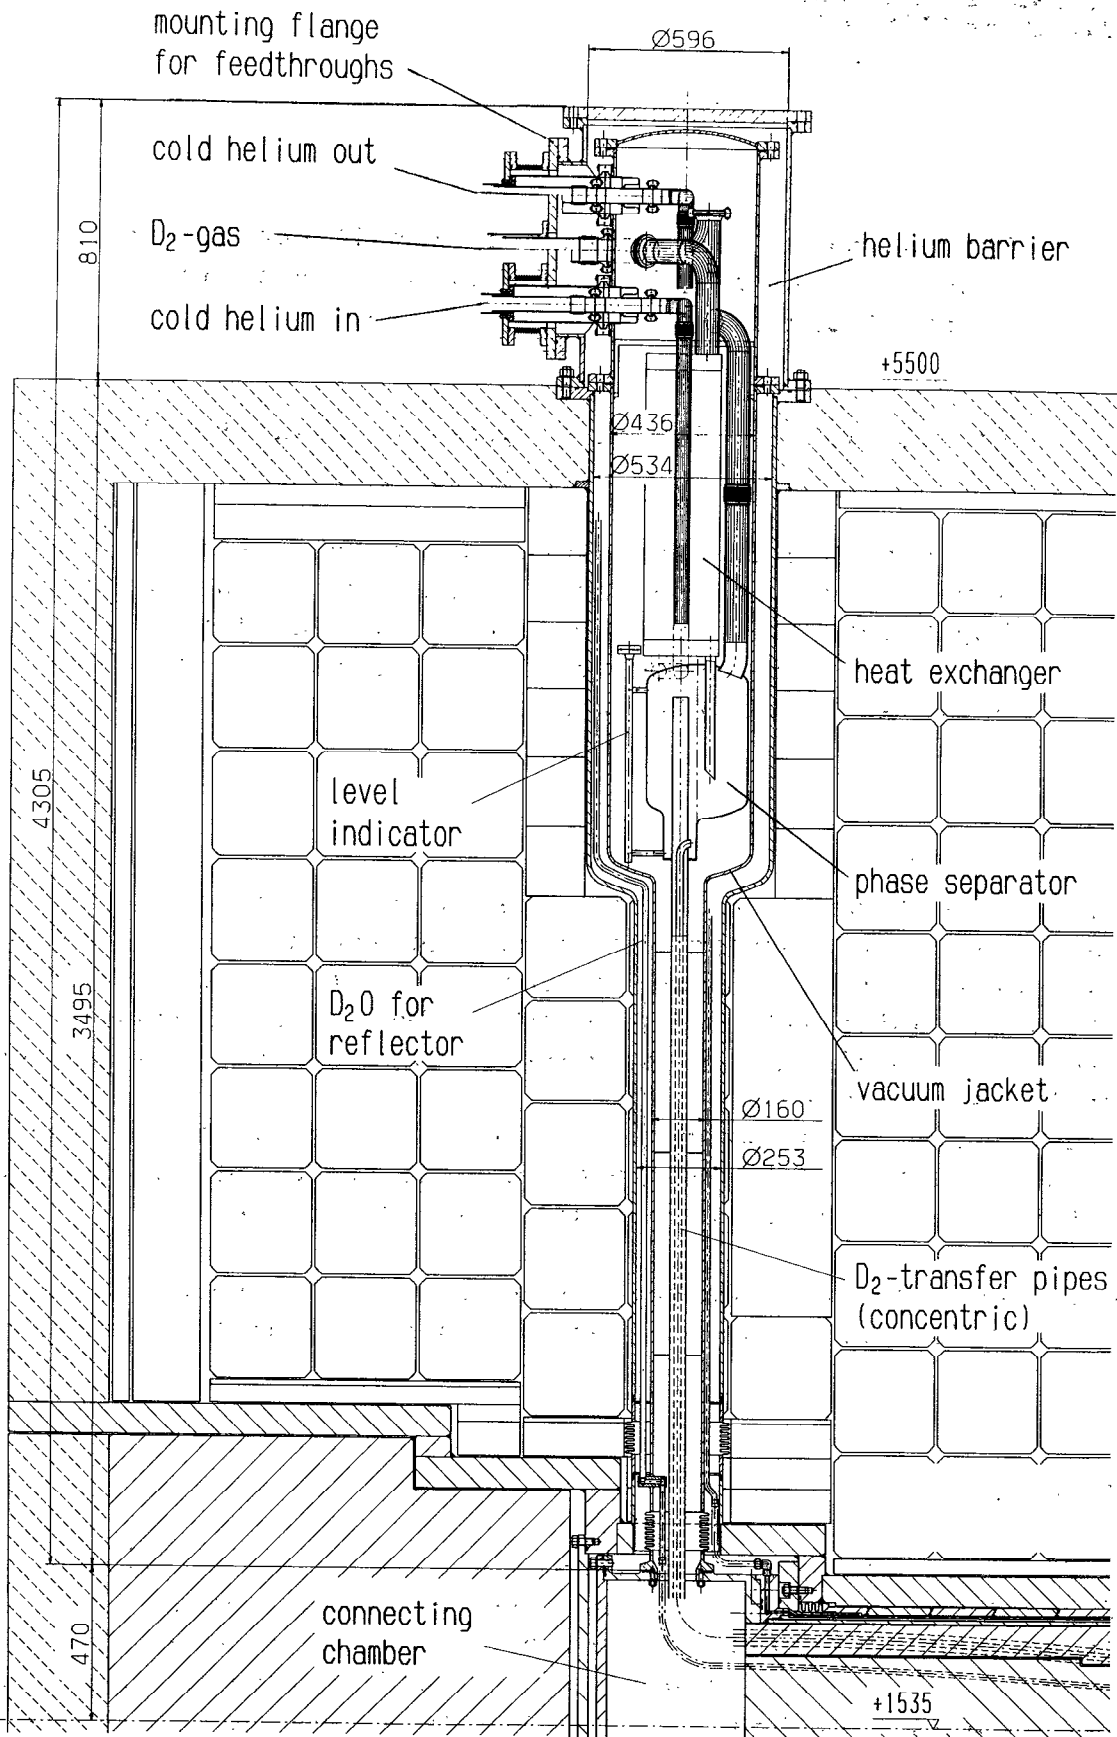 mounting flange
for feedthroughs
Ø596
cold helium out
D₂-gas
cold helium in
helium barrier
810
+5500
Ø436
Ø534
heat exchanger
level
indicator
4305
phase separator
D₂O for
reflector
3495
vacuum jacket
Ø160
Ø253
D₂-transfer pipes
(concentric)
connecting
chamber
470
+1535